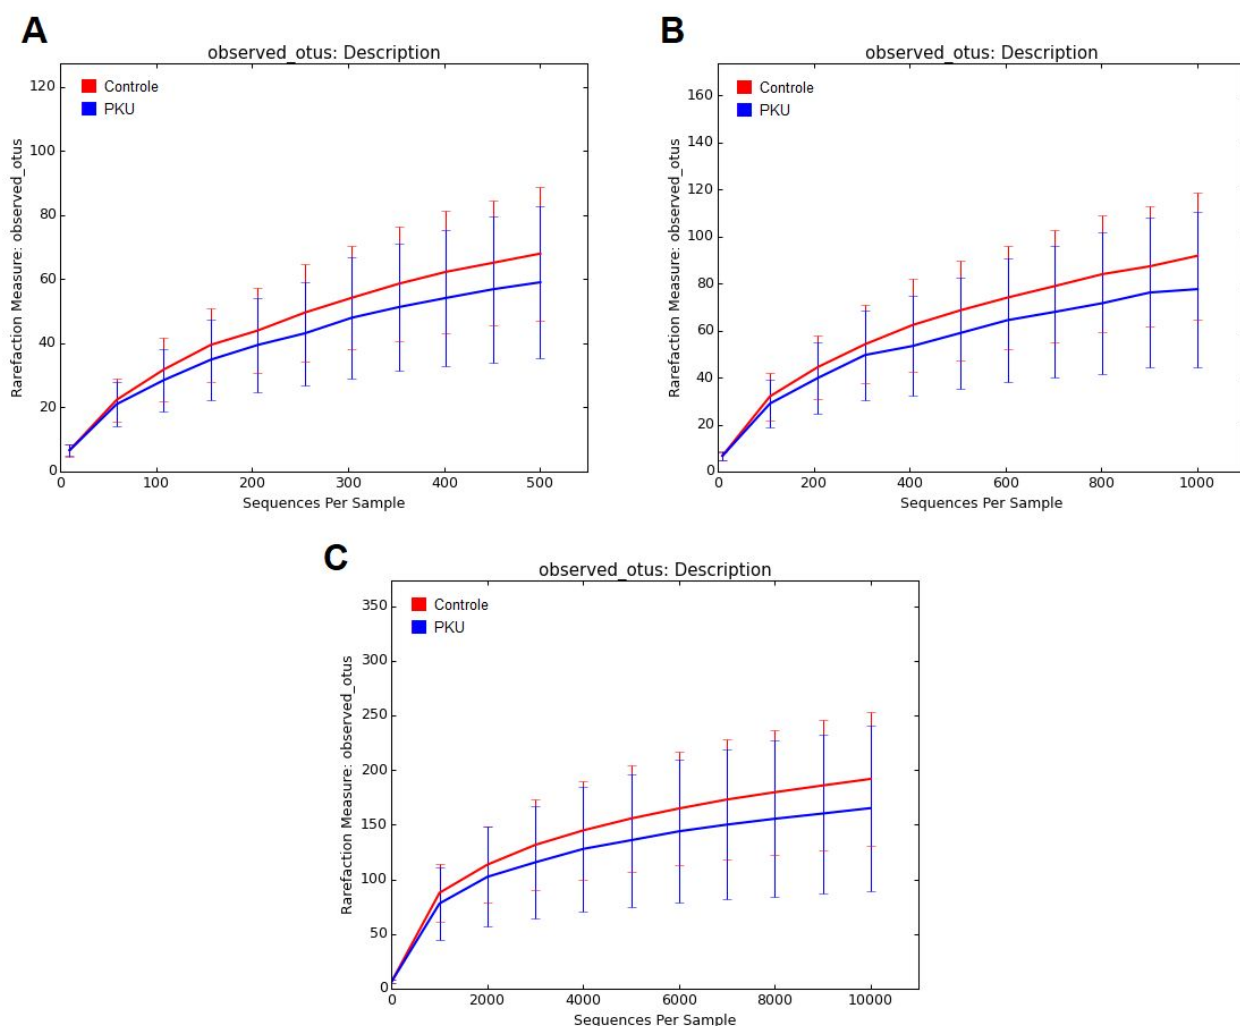 A
observed_otus: Description
Controle
PKU
Rarefaction Measure: observed_otus
120
100
80
60
40
20
0
0 100 200 300 400 500
Sequences Per Sample
B
observed_otus: Description
Controle
PKU
Rarefaction Measure: observed_otus
160
140
120
100
80
60
40
20
0
0 200 400 600 800 1000
Sequences Per Sample
C
observed_otus: Description
Controle
PKU
Rarefaction Measure: observed_otus
350
300
250
200
150
100
50
0
0 2000 4000 6000 8000 10000
Sequences Per Sample